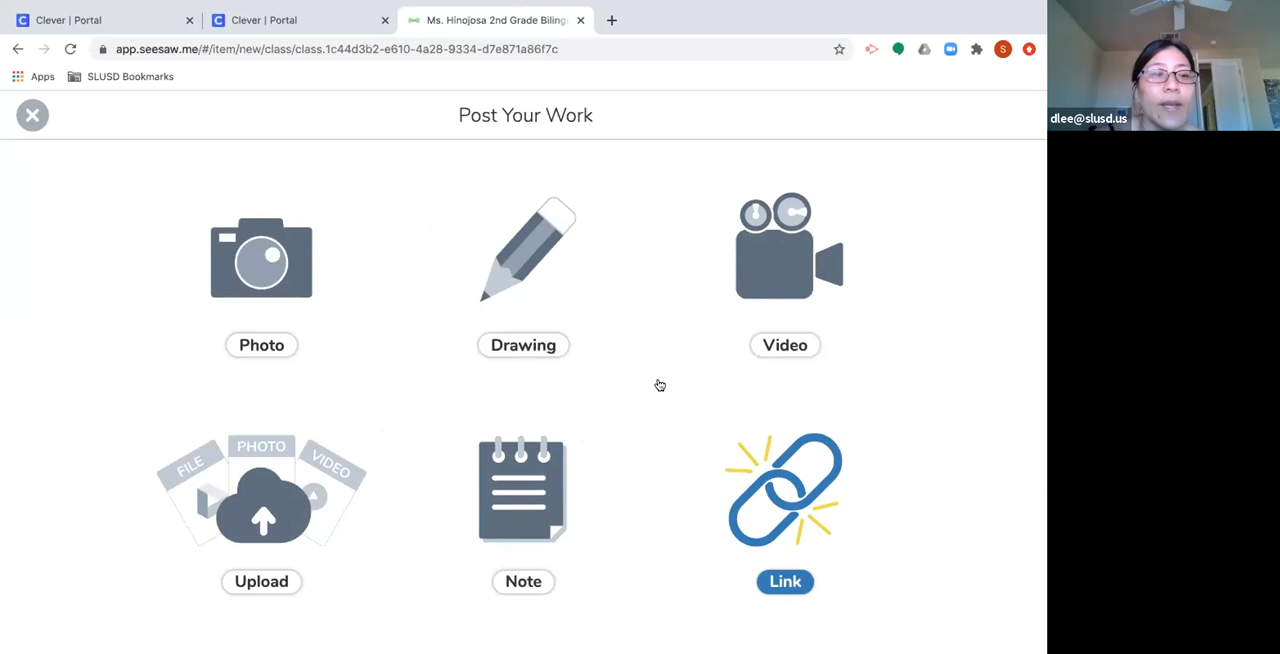 Clever | Portal
Clever | Portal
Ms. Hinojosa 2nd Grade Biling
app.seesaw.me/#/item/new/class/class.1c44d3b2-e610-4a28-9334-d7e871a86f7c
S
Apps
SLUSD Bookmarks
dlee@slusd.us
Post Your Work
Photo
Drawing
Video
FILE
PHOTO
VIDEO
Upload
Note
Link